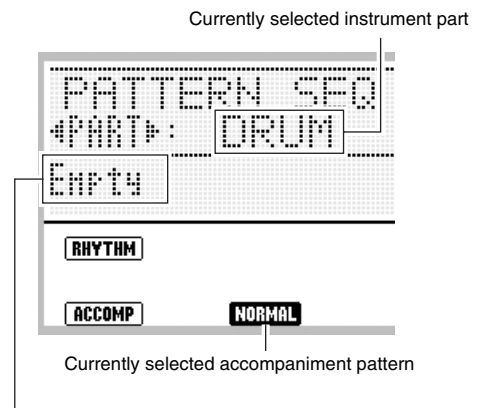 Currently selected instrument part
PATTERN SEQ
◀PART▶: DRUM
Empty
RHYTHM
ACCOMP NORMAL
Currently selected accompaniment pattern